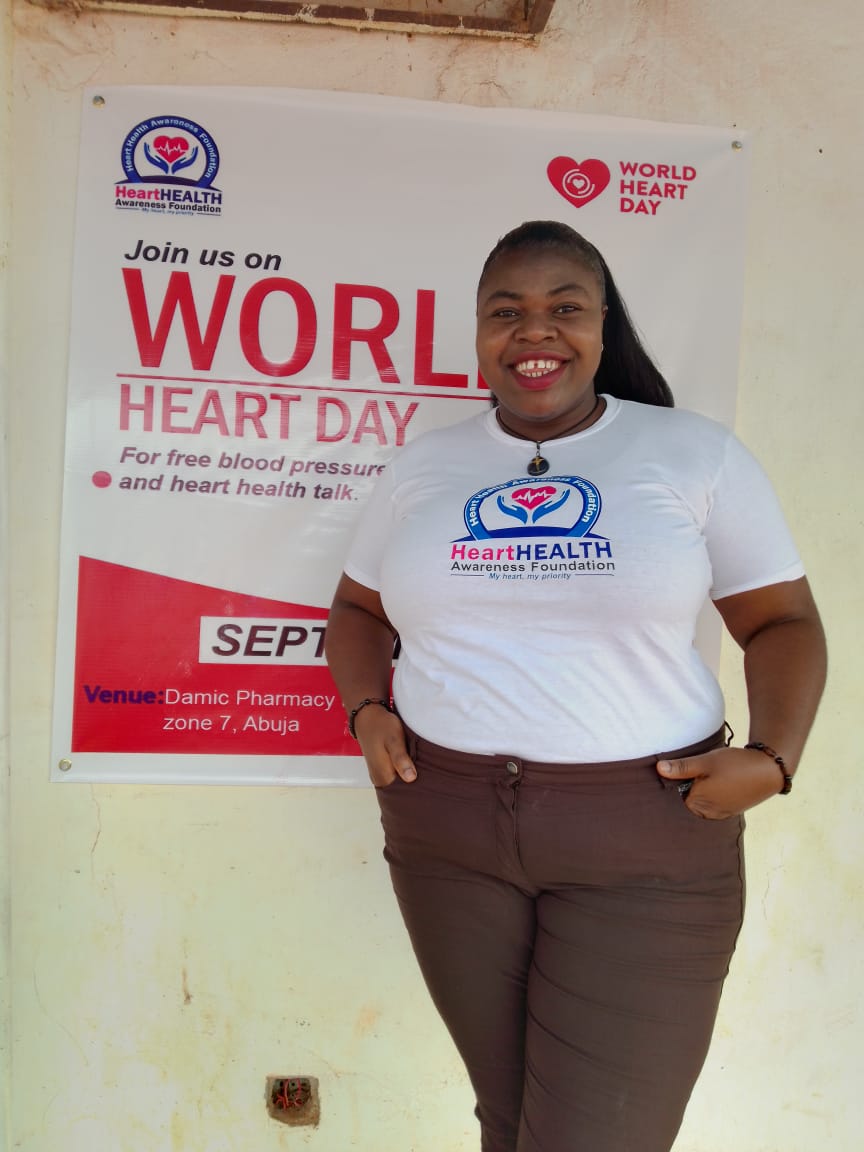 Heart Health Awareness Foundation
HeartHEALTH
Awareness Foundation
My heart, my priority
WORLD
HEART
DAY
Join us on
WORL
HEART DAY
For free blood pressure
and heart health talk.
SEPT
Venue:Damic Pharmacy
zone 7, Abuja
Heart Health Awareness Foundation
HeartHEALTH
Awareness Foundation
My heart, my priority